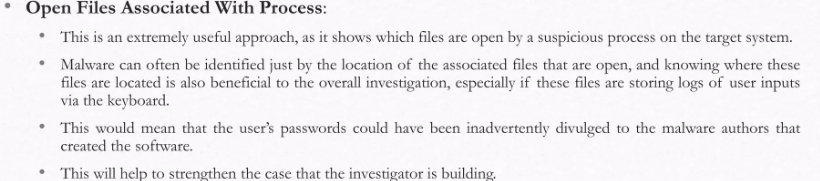 • Open Files Associated With Process:
• This is an extremely useful approach, as it shows which files are open by a suspicious process on the target system.
• Malware can often be identified just by the location of the associated files that are open, and knowing where these
files are located is also beneficial to the overall investigation, especially if these files are storing logs of user inputs
via the keyboard.
• This would mean that the user’s passwords could have been inadvertently divulged to the malware authors that
created the software.
• This will help to strengthen the case that the investigator is building.